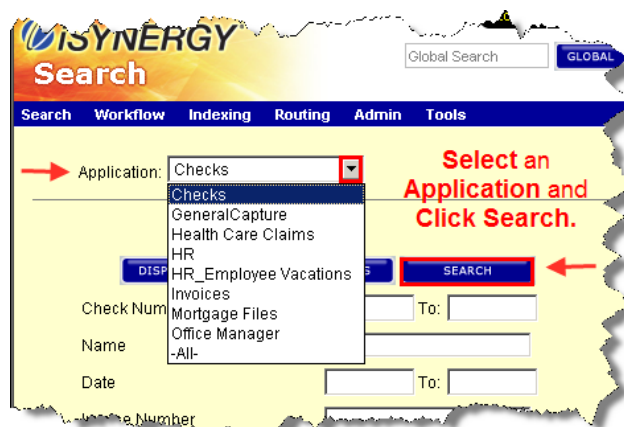 iSYNERGY
Search
Global Search
GLOBAL
Search Workflow Indexing Routing Admin Tools
Application: Checks
Select an
Application and
Click Search.
Checks
GeneralCapture
Health Care Claims
HR
HR_Employee Vacations
Invoices
Mortgage Files
Office Manager
-All-
DISP
S
SEARCH
Check Num
To:
Name
Date
To: